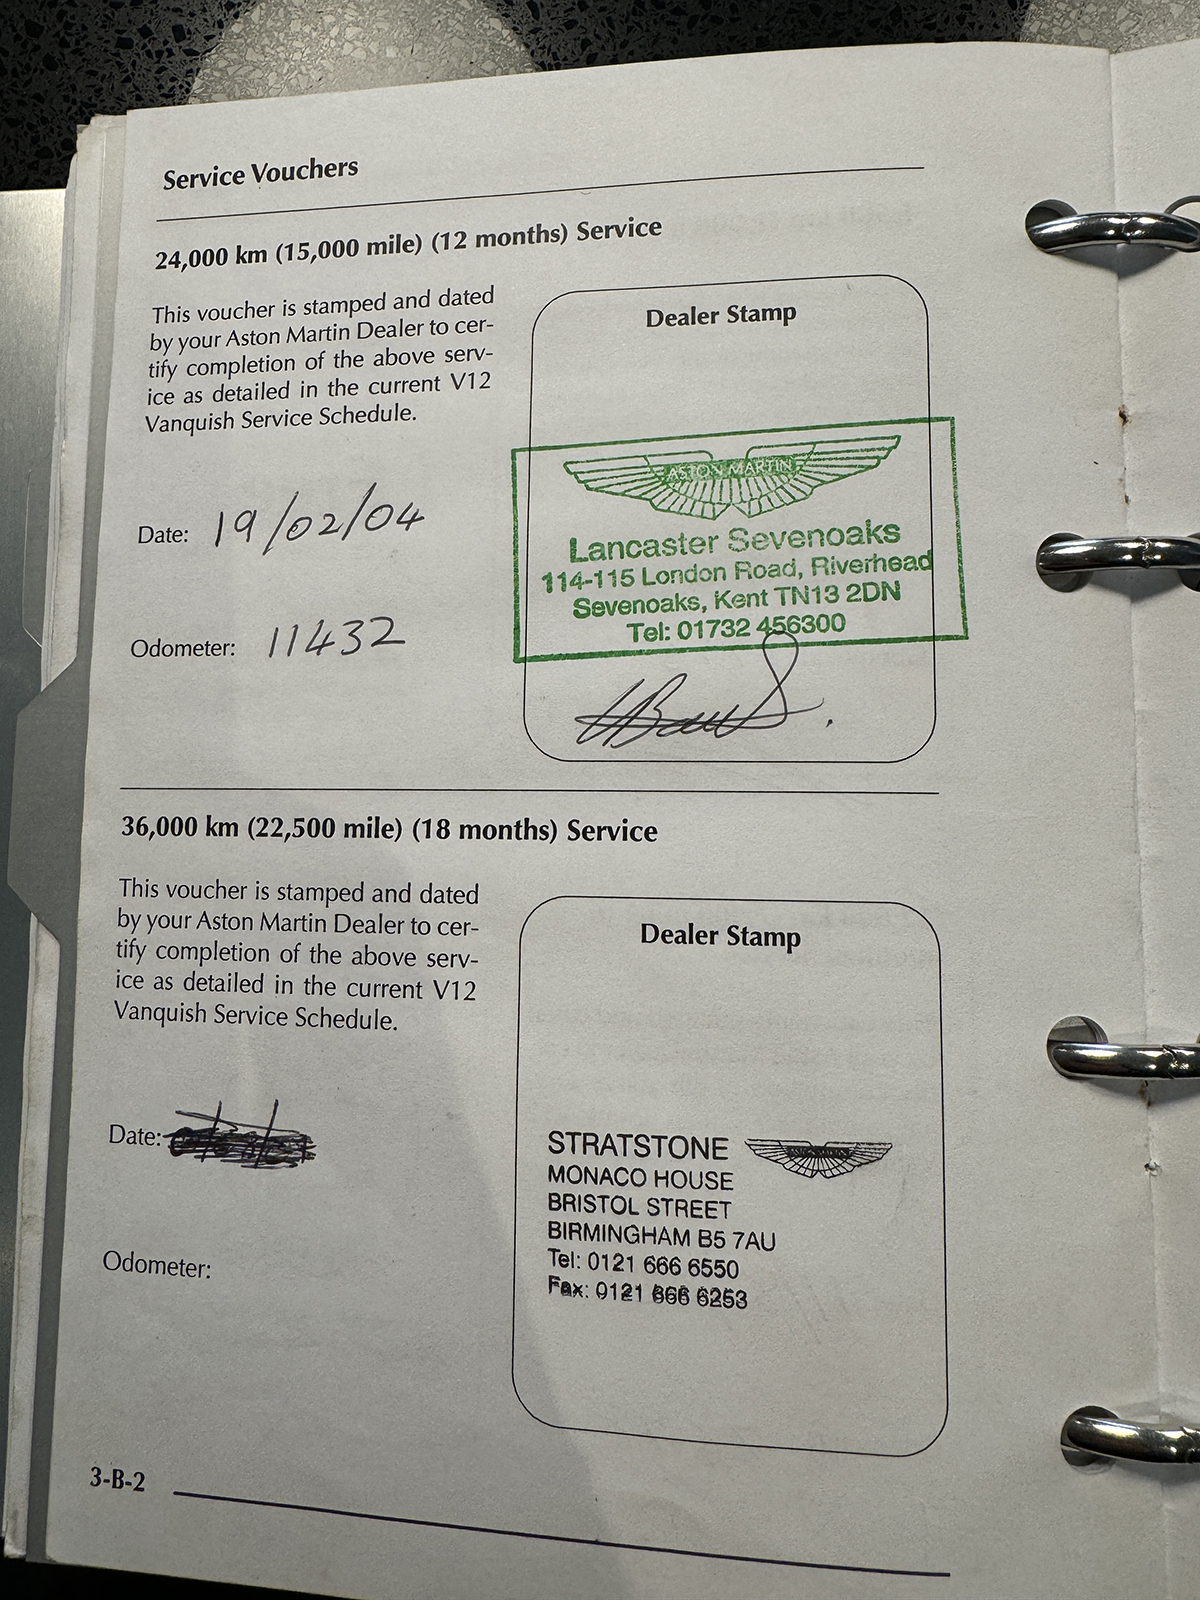 Service Vouchers
24,000 km (15,000 mile) (12 months) Service
This voucher is stamped and dated
by your Aston Martin Dealer to cer-
tify completion of the above serv-
ice as detailed in the current V12
Vanquish Service Schedule.
Date: 19/02/04
Odometer: 11432
Dealer Stamp
ASTON MARTIN
Lancaster Sevenoaks
114-115 London Road, Riverhead
Sevenoaks, Kent TN13 2DN
Tel: 01732 456300
36,000 km (22,500 mile) (18 months) Service
This voucher is stamped and dated
by your Aston Martin Dealer to cer-
tify completion of the above serv-
ice as detailed in the current V12
Vanquish Service Schedule.
Date:
Odometer:
Dealer Stamp
STRATSTONE
MONACO HOUSE
BRISTOL STREET
BIRMINGHAM B5 7AU
Tel: 0121 666 6550
Fax: 0121 666 6253
3-B-2